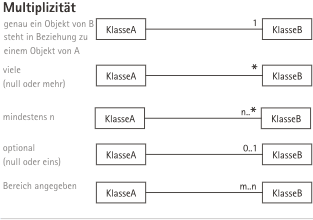 Multiplizität
genau ein Objekt von B
steht in Beziehung zu
einem Objekt von A
KlasseA 1 KlasseB
viele
(null oder mehr)
KlasseA * KlasseB
mindestens n
KlasseA n..* KlasseB
optional
(null oder eins)
KlasseA 0..1 KlasseB
Bereich angegeben
KlasseA m..n KlasseB